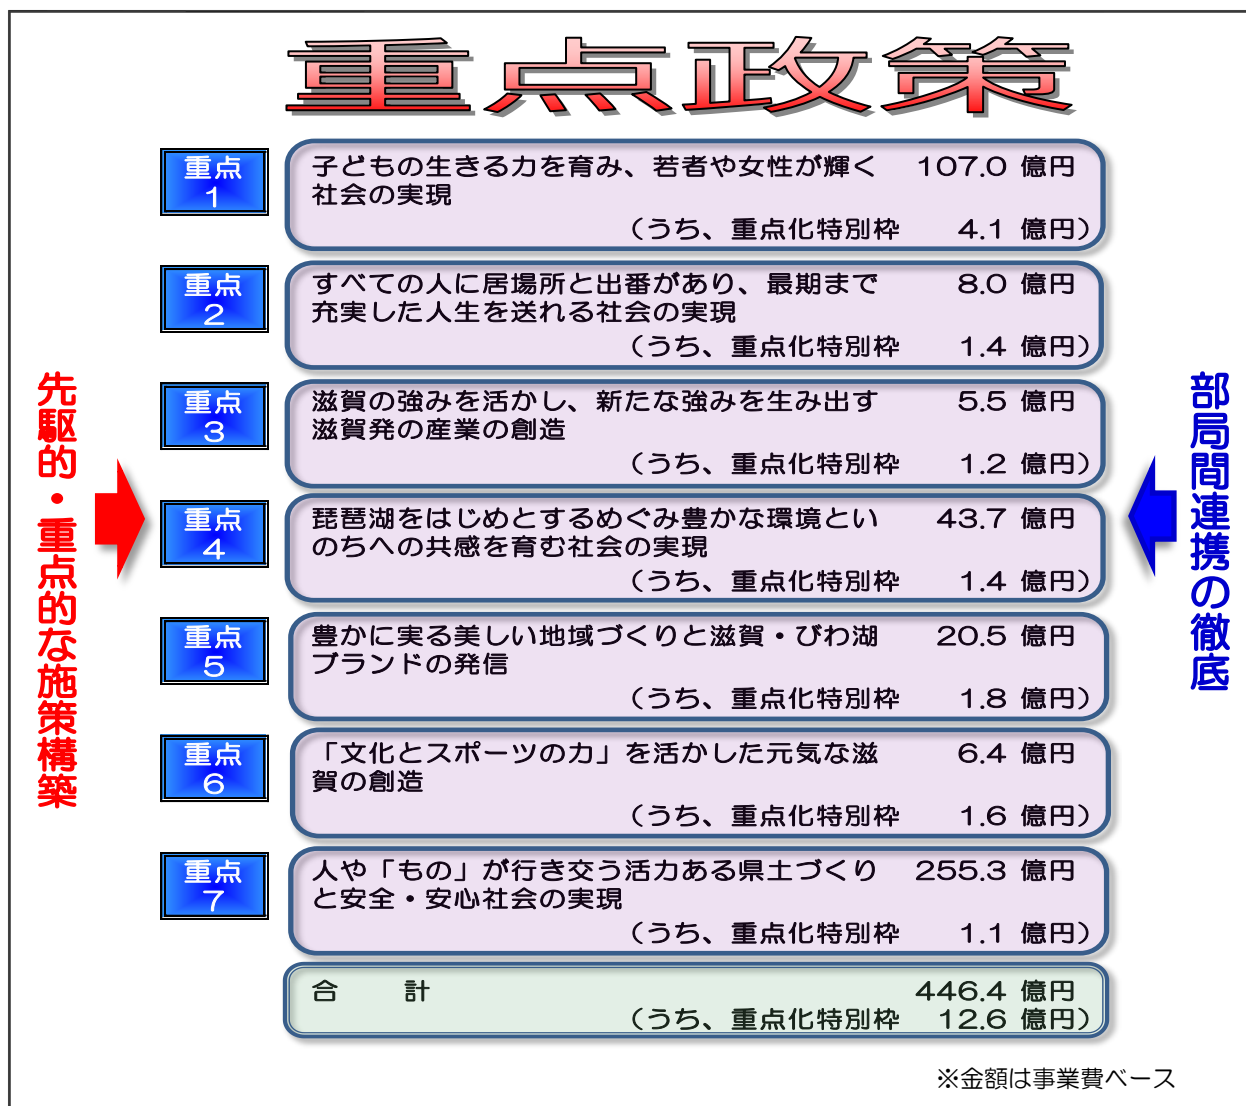 重点政策
重点
1
子どもの生きる力を育み、若者や女性が輝く 107.0 億円
社会の実現
（うち、重点化特別枠 4.1 億円）
重点
2
すべての人に居場所と出番があり、最期まで 8.0 億円
充実した人生を送れる社会の実現
（うち、重点化特別枠 1.4 億円）
重点
3
滋賀の強みを活かし、新たな強みを生み出す 5.5 億円
滋賀発の産業の創造
（うち、重点化特別枠 1.2 億円）
重点
4
琵琶湖をはじめとするめぐみ豊かな環境とい 43.7 億円
のちへの共感を育む社会の実現
（うち、重点化特別枠 1.4 億円）
重点
5
豊かに実る美しい地域づくりと滋賀・びわ湖 20.5 億円
ブランドの発信
（うち、重点化特別枠 1.8 億円）
重点
6
「文化とスポーツの力」を活かした元気な滋 6.4 億円
賀の創造
（うち、重点化特別枠 1.6 億円）
重点
7
人や「もの」が行き交う活力ある県土づくり 255.3 億円
と安全・安心社会の実現
（うち、重点化特別枠 1.1 億円）
合 計 446.4 億円
（うち、重点化特別枠 12.6 億円）
先駆的・重点的な施策構築
部局間連携の徹底
※金額は事業費ベース